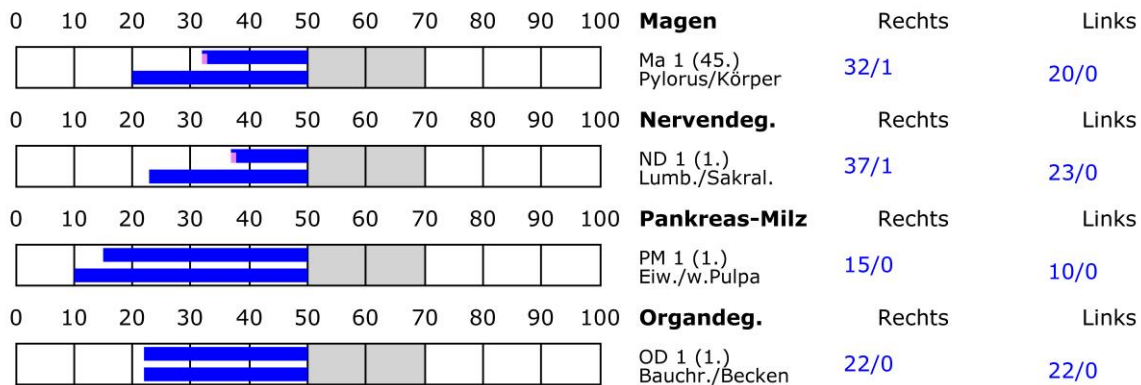 0 10 20 30 40 50 60 70 80 90 100 Magen Rechts Links
Ma 1 (45.) 32/1 20/0
Pylorus/Körper
0 10 20 30 40 50 60 70 80 90 100 Nervendeg. Rechts Links
ND 1 (1.) 37/1 23/0
Lumb./Sakral.
0 10 20 30 40 50 60 70 80 90 100 Pankreas-Milz Rechts Links
PM 1 (1.) 15/0 10/0
Eiw./w.Pulpa
0 10 20 30 40 50 60 70 80 90 100 Organdeg. Rechts Links
OD 1 (1.) 22/0 22/0
Bauchr./Becken